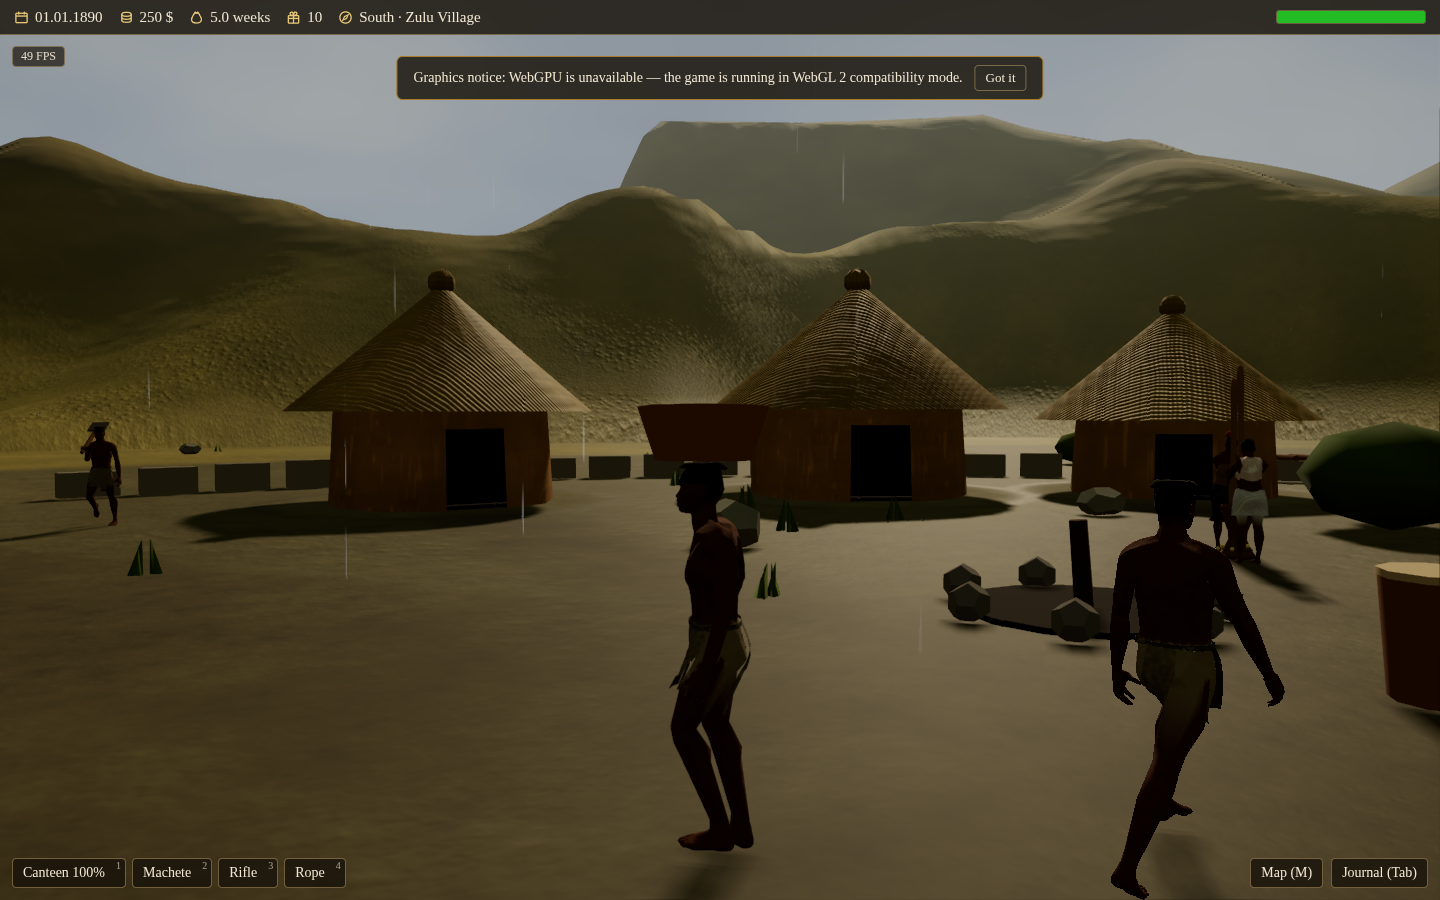 01.01.1890 250 $ 5.0 weeks 10 South · Zulu Village
49 FPS
Graphics notice: WebGPU is unavailable — the game is running in WebGL 2 compatibility mode. Got it
Canteen 100% 1 Machete 2 Rifle 3 Rope 4 Map (M) Journal (Tab)